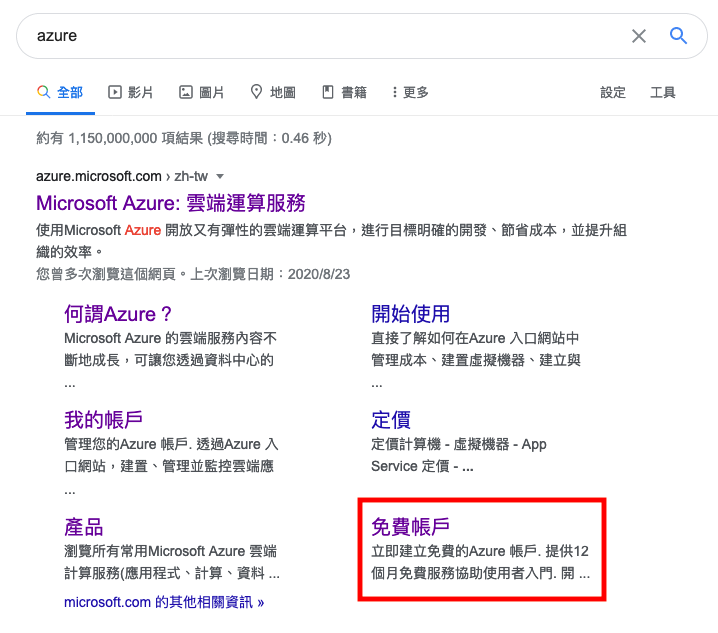 azure
全部 影片 圖片 地圖 書籍 更多 設定 工具
約有 1,150,000,000 項結果 (搜尋時間：0.46 秒)
azure.microsoft.com › zh-tw
Microsoft Azure: 雲端運算服務
使用Microsoft Azure 開放又有彈性的雲端運算平台，進行目標明確的開發、節省成本，並提升組
織的效率。
您曾多次瀏覽這個網頁。上次瀏覽日期：2020/8/23
何謂Azure？
Microsoft Azure 的雲端服務內容不
斷地成長，可讓您透過資料中心的
...
開始使用
直接了解如何在Azure 入口網站中
管理成本、建置虛擬機器、建立與
...
我的帳戶
管理您的Azure 帳戶. 透過Azure 入
口網站，建置、管理並監控雲端應
...
定價
定價計算機 - 虛擬機器 - App
Service 定價 - ...
產品
瀏覽所有常用Microsoft Azure 雲端
計算服務(應用程式、計算、資料 ...
免費帳戶
立即建立免費的Azure 帳戶. 提供12
個月免費服務協助使用者入門. 開 ...
microsoft.com 的其他相關資訊 »